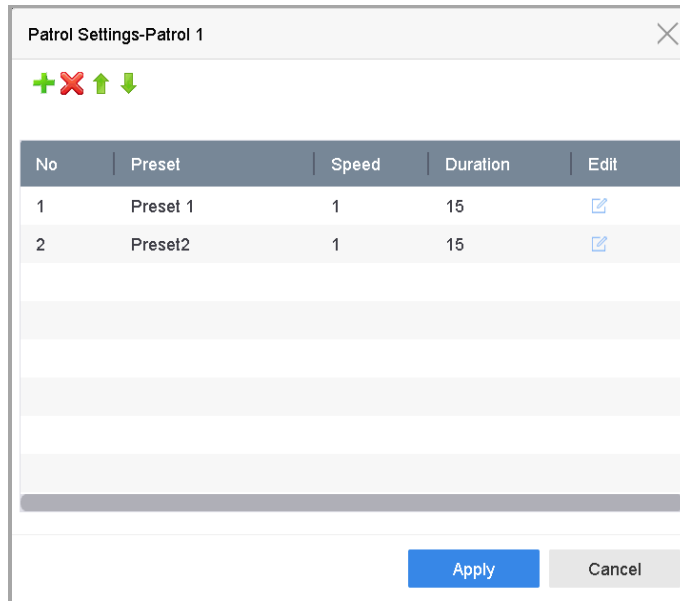 Patrol Settings-Patrol 1
No Preset Speed Duration Edit
1 Preset 1 1 15
2 Preset2 1 15
Apply Cancel